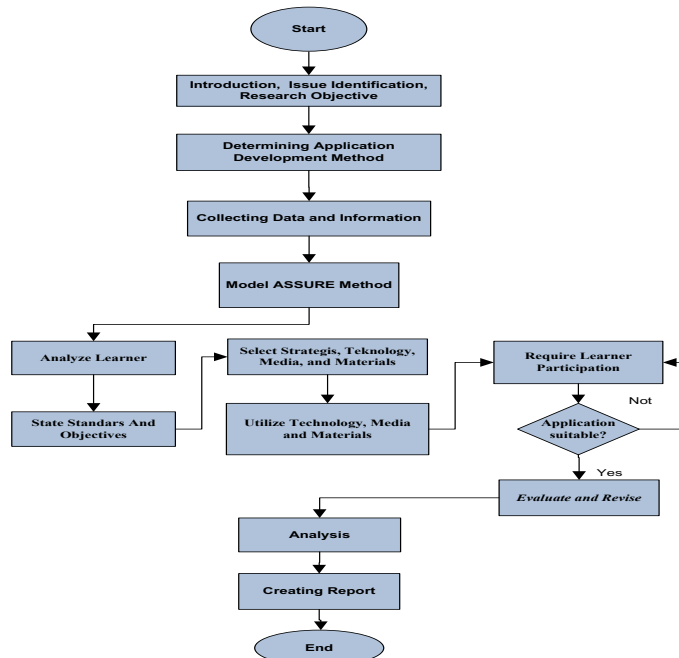 Start
Introduction, Issue Identification,
Research Objective
Determining Application
Development Method
Collecting Data and Information
Model ASSURE Method
Analyze Learner
State Standars And
Objectives
Select Strategis, Teknology,
Media, and Materials
Utilize Technology, Media
and Materials
Require Learner
Participation
Not
Application
suitable?
Yes
Evaluate and Revise
Analysis
Creating Report
End